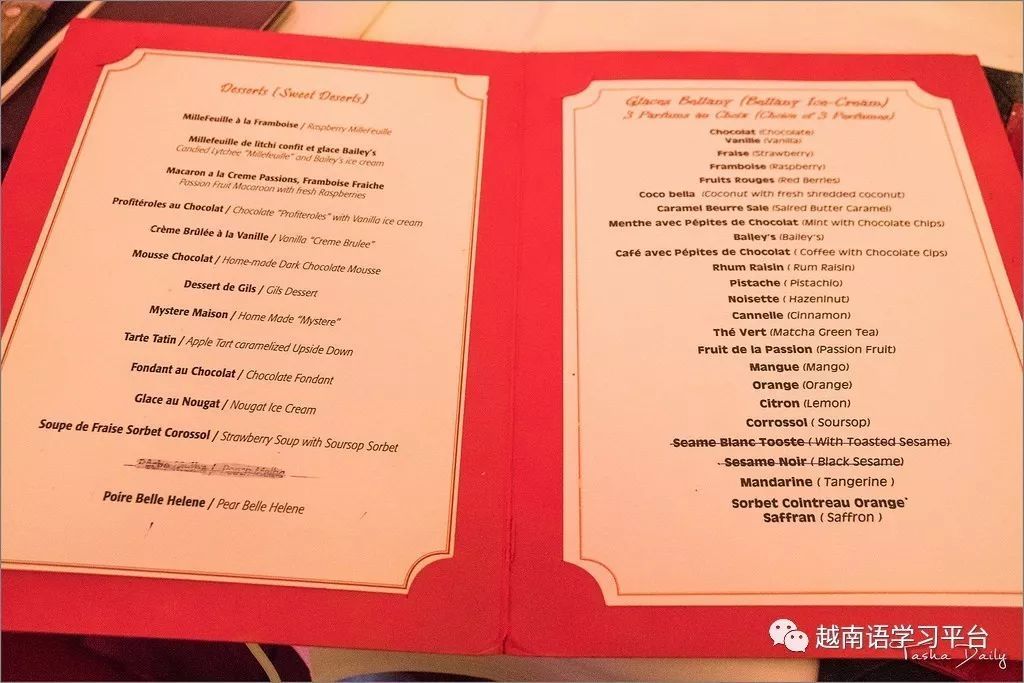 Desserts (Sweet Deserts)
MilleFeuille à la Framboise / Raspberry MilleFeuille
Millefeuille de litchi confit et glace Bailey's
Candied Lytchee "Millefeuille" and Bailey's ice cream
Macaron a la Creme Passions, Framboise Fraiche
Passion Fruit Macaroon with fresh Raspberries
Profitéroles au Chocolat / Chocolate "Profiteroles" with Vanilla ice cream
Crème Brûlée à la Vanille / Vanilla "Creme Brulee"
Mousse Chocolat / Home-made Dark Chocolate Mousse
Dessert de Gils / Gils Dessert
Mystere Maison / Home Made "Mystere"
Tarte Tatin / Apple Tart caramelized Upside Down
Fondant au Chocolat / Chocolate Fondant
Glace au Nougat / Nougat Ice Cream
Soupe de Fraise Sorbet Corossol / Strawberry Soup with Soursop Sorbet
Poire Belle Helene / Pear Belle Helene
Glaces Bellany (Bellany Ice-Cream)
3 Parfums au Choix (Choice of 3 Perfumes)
Chocolat (Chocolate)
Vanille (Vanilla)
Fraise (Strawberry)
Framboise (Raspberry)
Fruits Rouges (Red Berries)
Coco bella (Coconut with fresh shredded coconut)
Caramel Beurre Sale (Salred Butter Caramel)
Menthe avec Pépites de Chocolat (Mint with Chocolate Chips)
Bailey's (Bailey's)
Café avec Pépites de Chocolat ( Coffee with Chocolate Cips)
Rhum Raisin ( Rum Raisin)
Pistache ( Pistachio)
Noisette ( Hazeninut)
Cannelle (Cinnamon)
Thé Vert (Matcha Green Tea)
Fruit de la Passion (Passion Fruit)
Mangue (Mango)
Orange (Orange)
Citron (Lemon)
Corrossol ( Soursop)
Seame Blanc Tooste ( With Toasted Sesame)
Sesame Noir ( Black Sesame)
Mandarine ( Tangerine )
Sorbet Cointreau Orange`
Saffran ( Saffron )
越南语学习平台
Tasha Daily